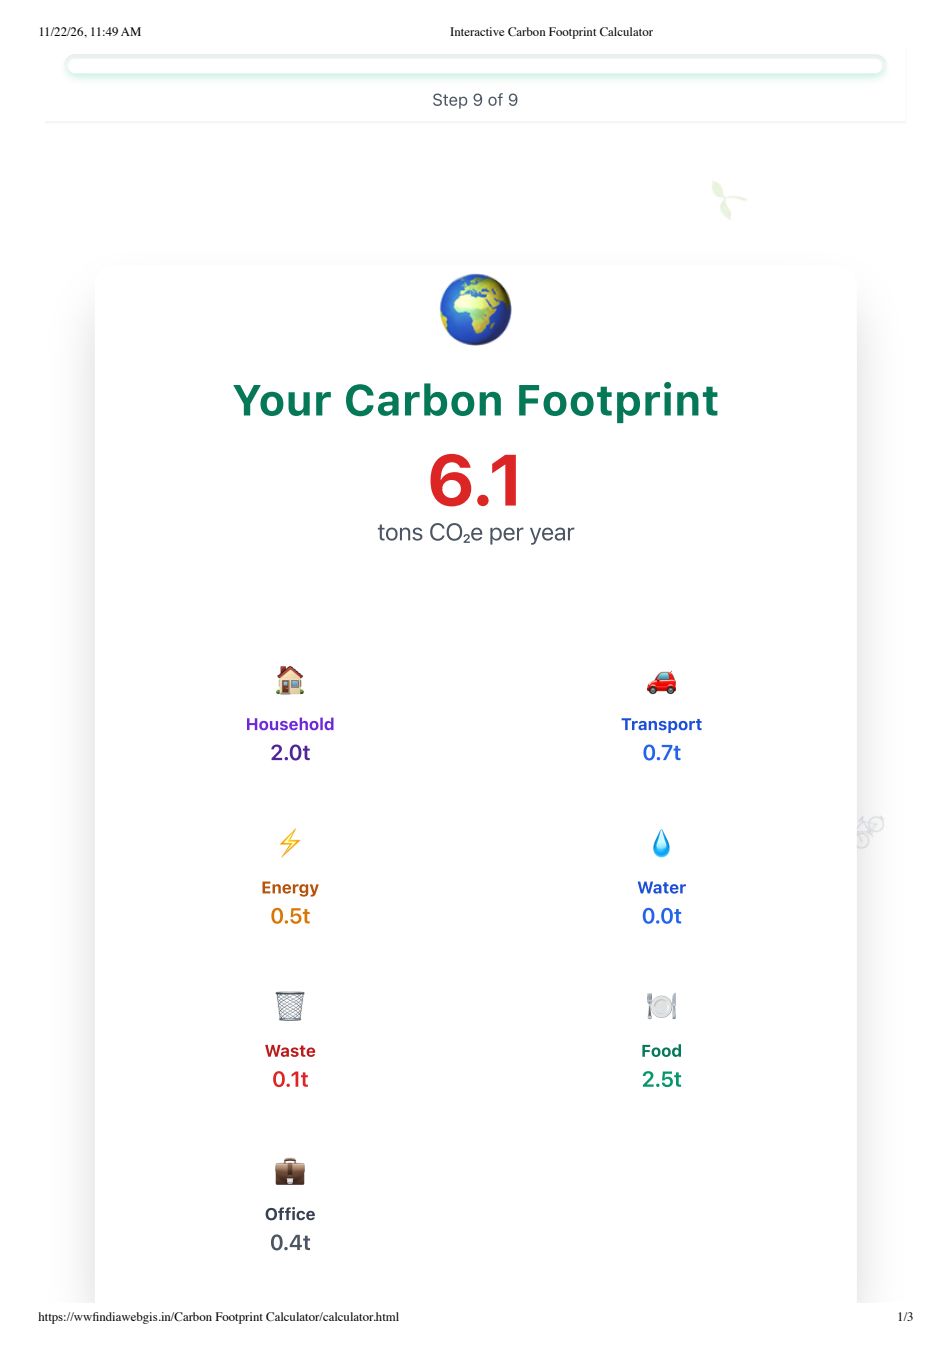 11/22/26, 11:49 AM
Interactive Carbon Footprint Calculator
Step 9 of 9
Your Carbon Footprint
6.1
tons CO₂e per year
Household
2.0t
Transport
0.7t
Energy
0.5t
Water
0.0t
Waste
0.1t
Food
2.5t
Office
0.4t
https://wwfindiawebgis.in/Carbon Footprint Calculator/calculator.html
1/3